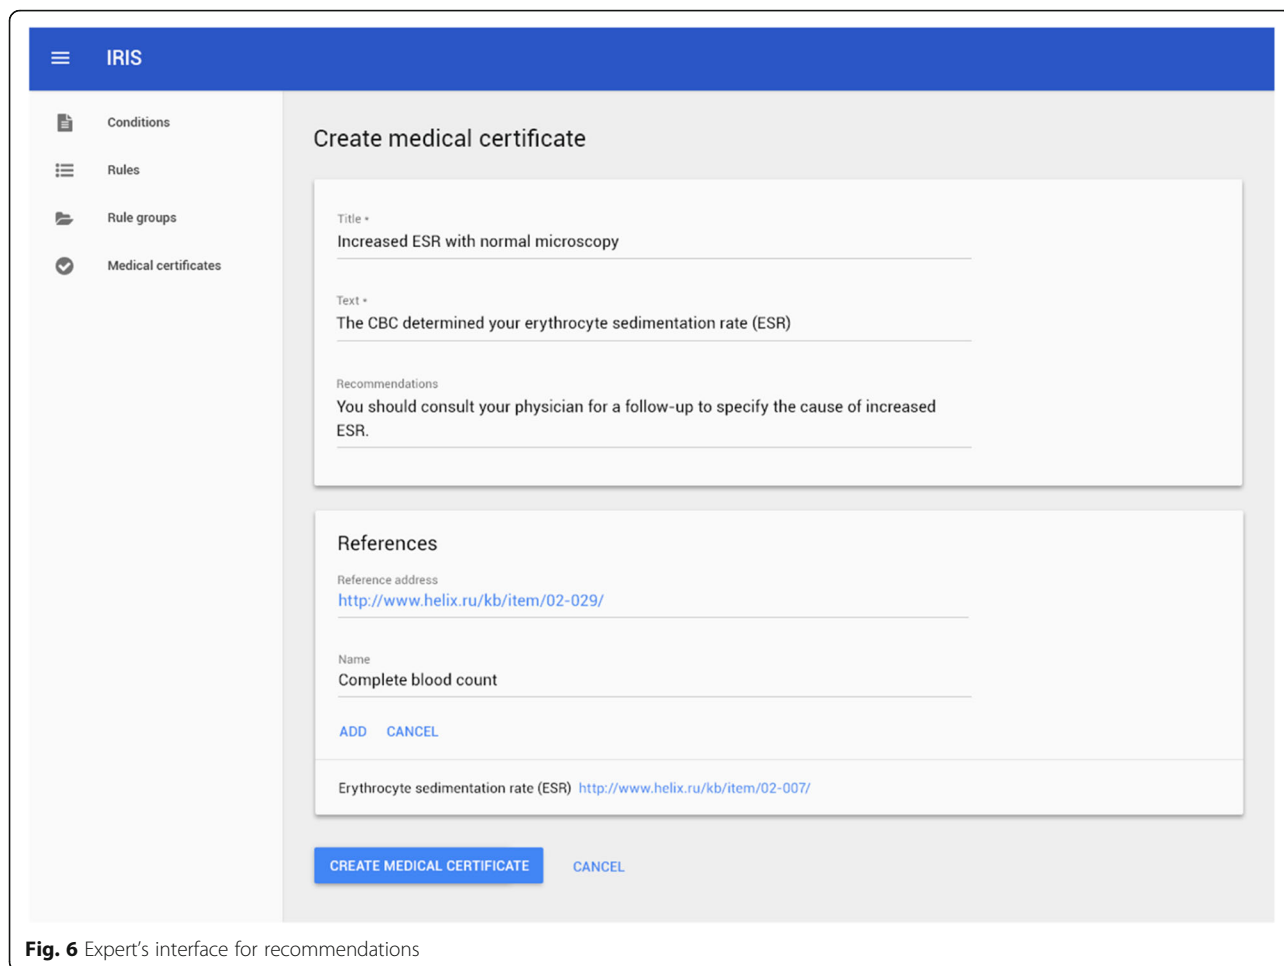 IRIS
Conditions
Rules
Rule groups
Medical certificates
Create medical certificate
Title *
Increased ESR with normal microscopy
Text *
The CBC determined your erythrocyte sedimentation rate (ESR)
Recommendations
You should consult your physician for a follow-up to specify the cause of increased
ESR.
References
Reference address
http://www.helix.ru/kb/item/02-029/
Name
Complete blood count
ADD CANCEL
Erythrocyte sedimentation rate (ESR) http://www.helix.ru/kb/item/02-007/
CREATE MEDICAL CERTIFICATE CANCEL
Fig. 6 Expert's interface for recommendations